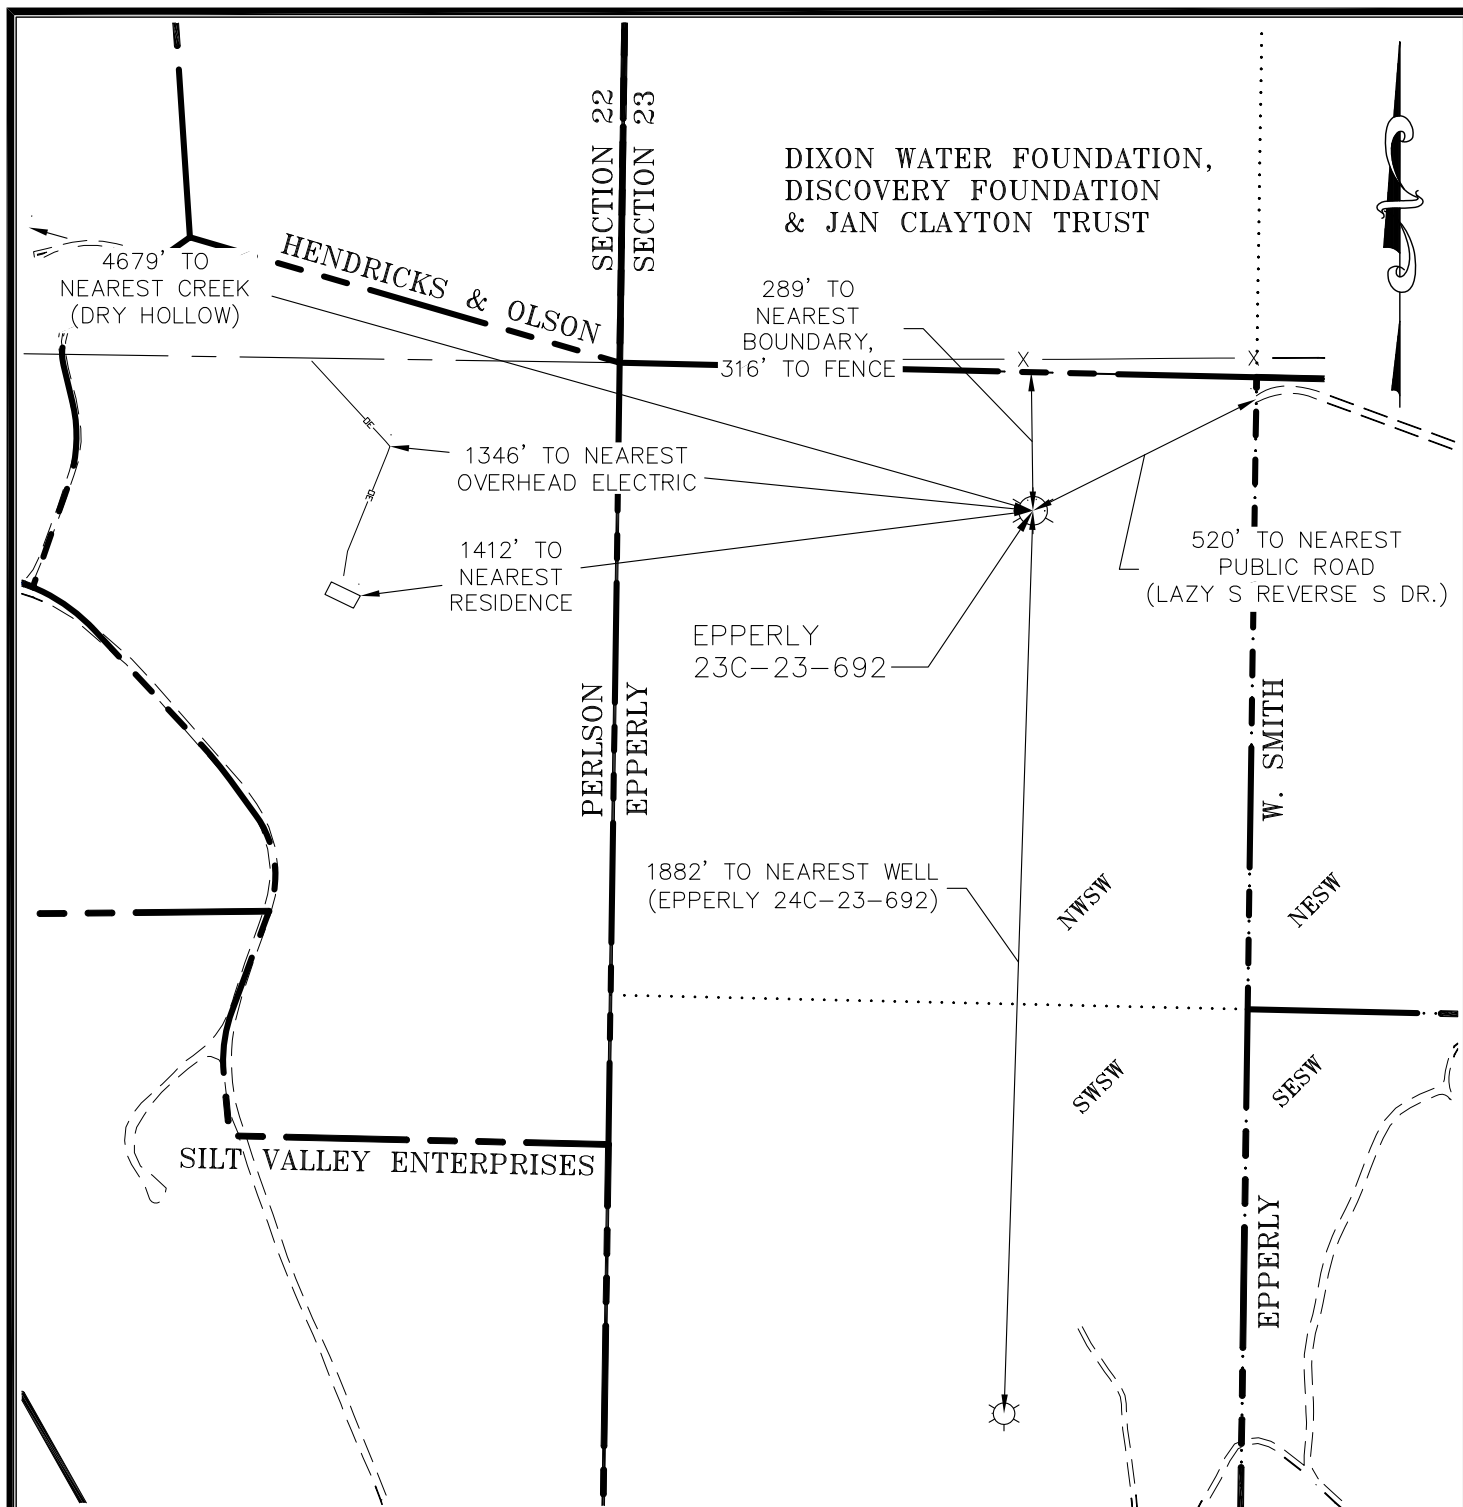 SECTION 22
SECTION 23
DIXON WATER FOUNDATION,
DISCOVERY FOUNDATION
& JAN CLAYTON TRUST
HENDRICKS & OLSON
4679' TO
NEAREST CREEK
(DRY HOLLOW)
289' TO
NEAREST
BOUNDARY,
316' TO FENCE
X
X
OE
OE
1346' TO NEAREST
OVERHEAD ELECTRIC
1412' TO
NEAREST
RESIDENCE
520' TO NEAREST
PUBLIC ROAD
(LAZY S REVERSE S DR.)
EPPERLY
23C-23-692
PERLSON
EPPERLY
W. SMITH
1882' TO NEAREST WELL
(EPPERLY 24C-23-692)
NWSW
NESW
SWSW
SESW
SILT VALLEY ENTERPRISES
EPPERLY